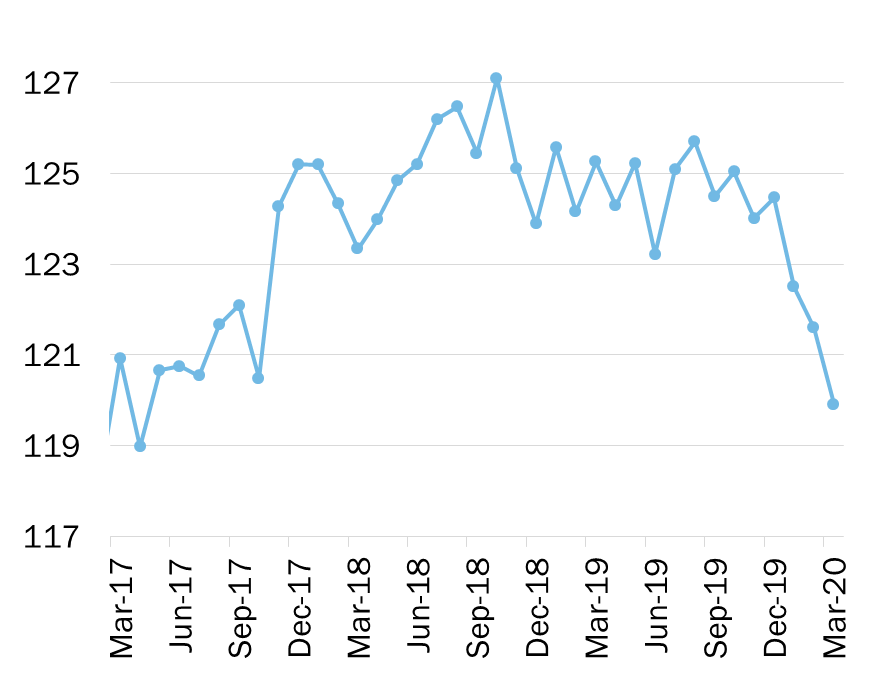 127
125
123
121
119
117
Mar-17
Jun-17
Sep-17
Dec-17
Mar-18
Jun-18
Sep-18
Dec-18
Mar-19
Jun-19
Sep-19
Dec-19
Mar-20